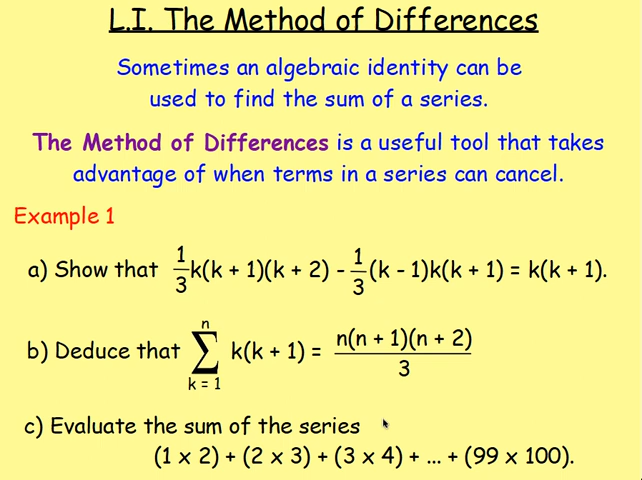 L.I. The Method of Differences
Sometimes an algebraic identity can be
used to find the sum of a series.
The Method of Differences is a useful tool that takes
advantage of when terms in a series can cancel.
Example 1
a) Show that 1/3 k(k + 1)(k + 2) - 1/3 (k - 1)k(k + 1) = k(k + 1).
b) Deduce that n ∑ k = 1 k(k + 1) = n(n + 1)(n + 2) / 3
c) Evaluate the sum of the series
(1 x 2) + (2 x 3) + (3 x 4) + ... + (99 x 100).